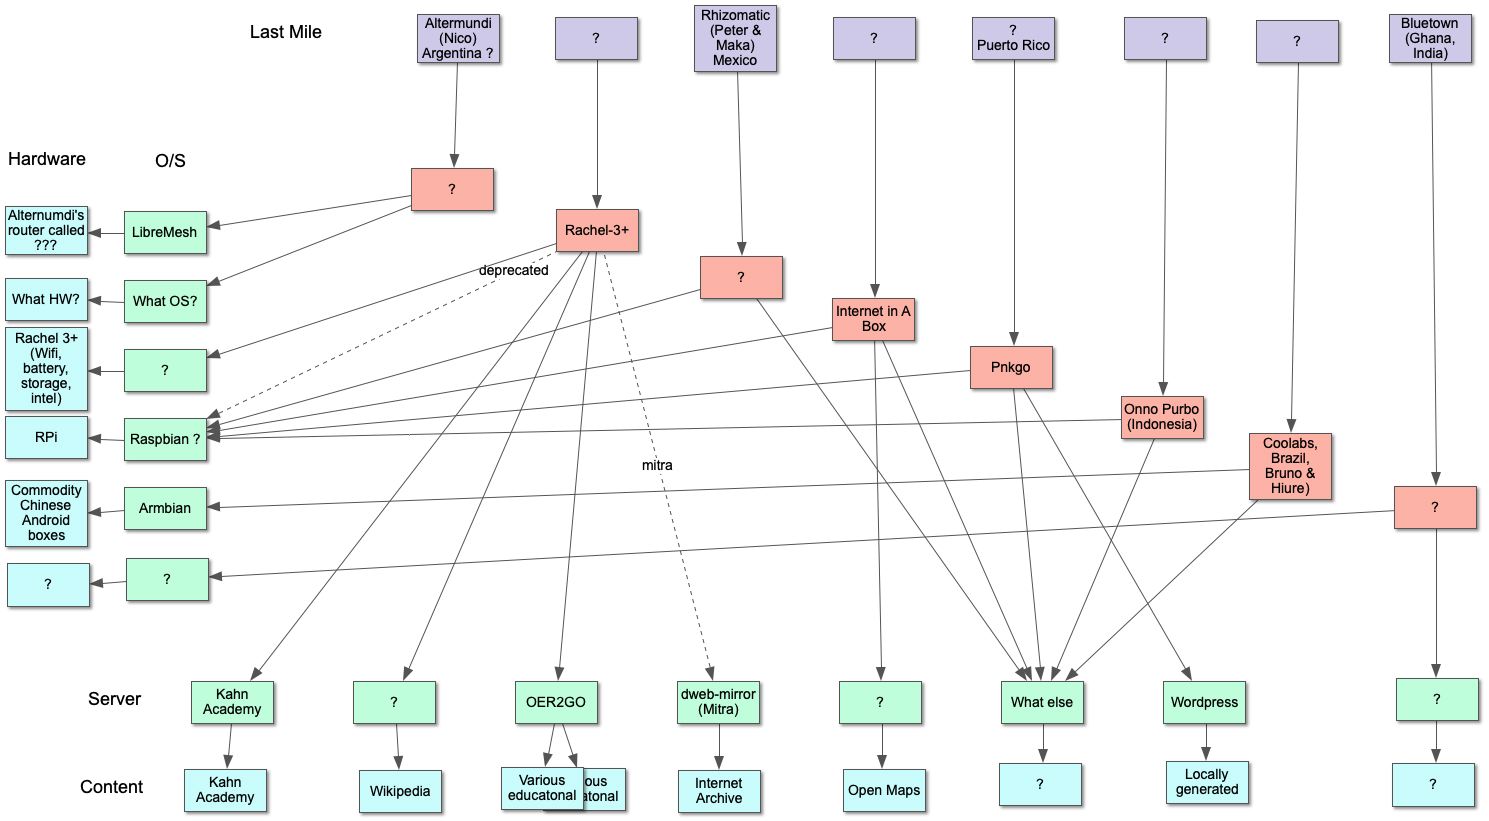 Last Mile
Altermundi
(Nico)
Argentina ?
?
Rhizomatic
(Peter &
Maka)
Mexico
?
?
Puerto Rico
?
?
Bluetown
(Ghana,
India)
Hardware
O/S
?
Alternumdi's
router called
???
LibreMesh
Rachel-3+
deprecated
?
What HW?
What OS?
Internet in A
Box
Rachel 3+
(Wifi,
battery,
storage,
intel)
?
Pnkgo
Onno Purbo
(Indonesia)
RPi
Raspbian ?
mitra
Coolabs,
Brazil,
Bruno &
Hiure)
Commodity
Chinese
Android
boxes
Armbian
?
?
?
Server
Kahn
Academy
?
OER2GO
dweb-mirror
(Mitra)
?
What else
Wordpress
?
Content
Kahn
Academy
Wikipedia
Various
educatonal
ous
atonal
Internet
Archive
Open Maps
?
Locally
generated
?